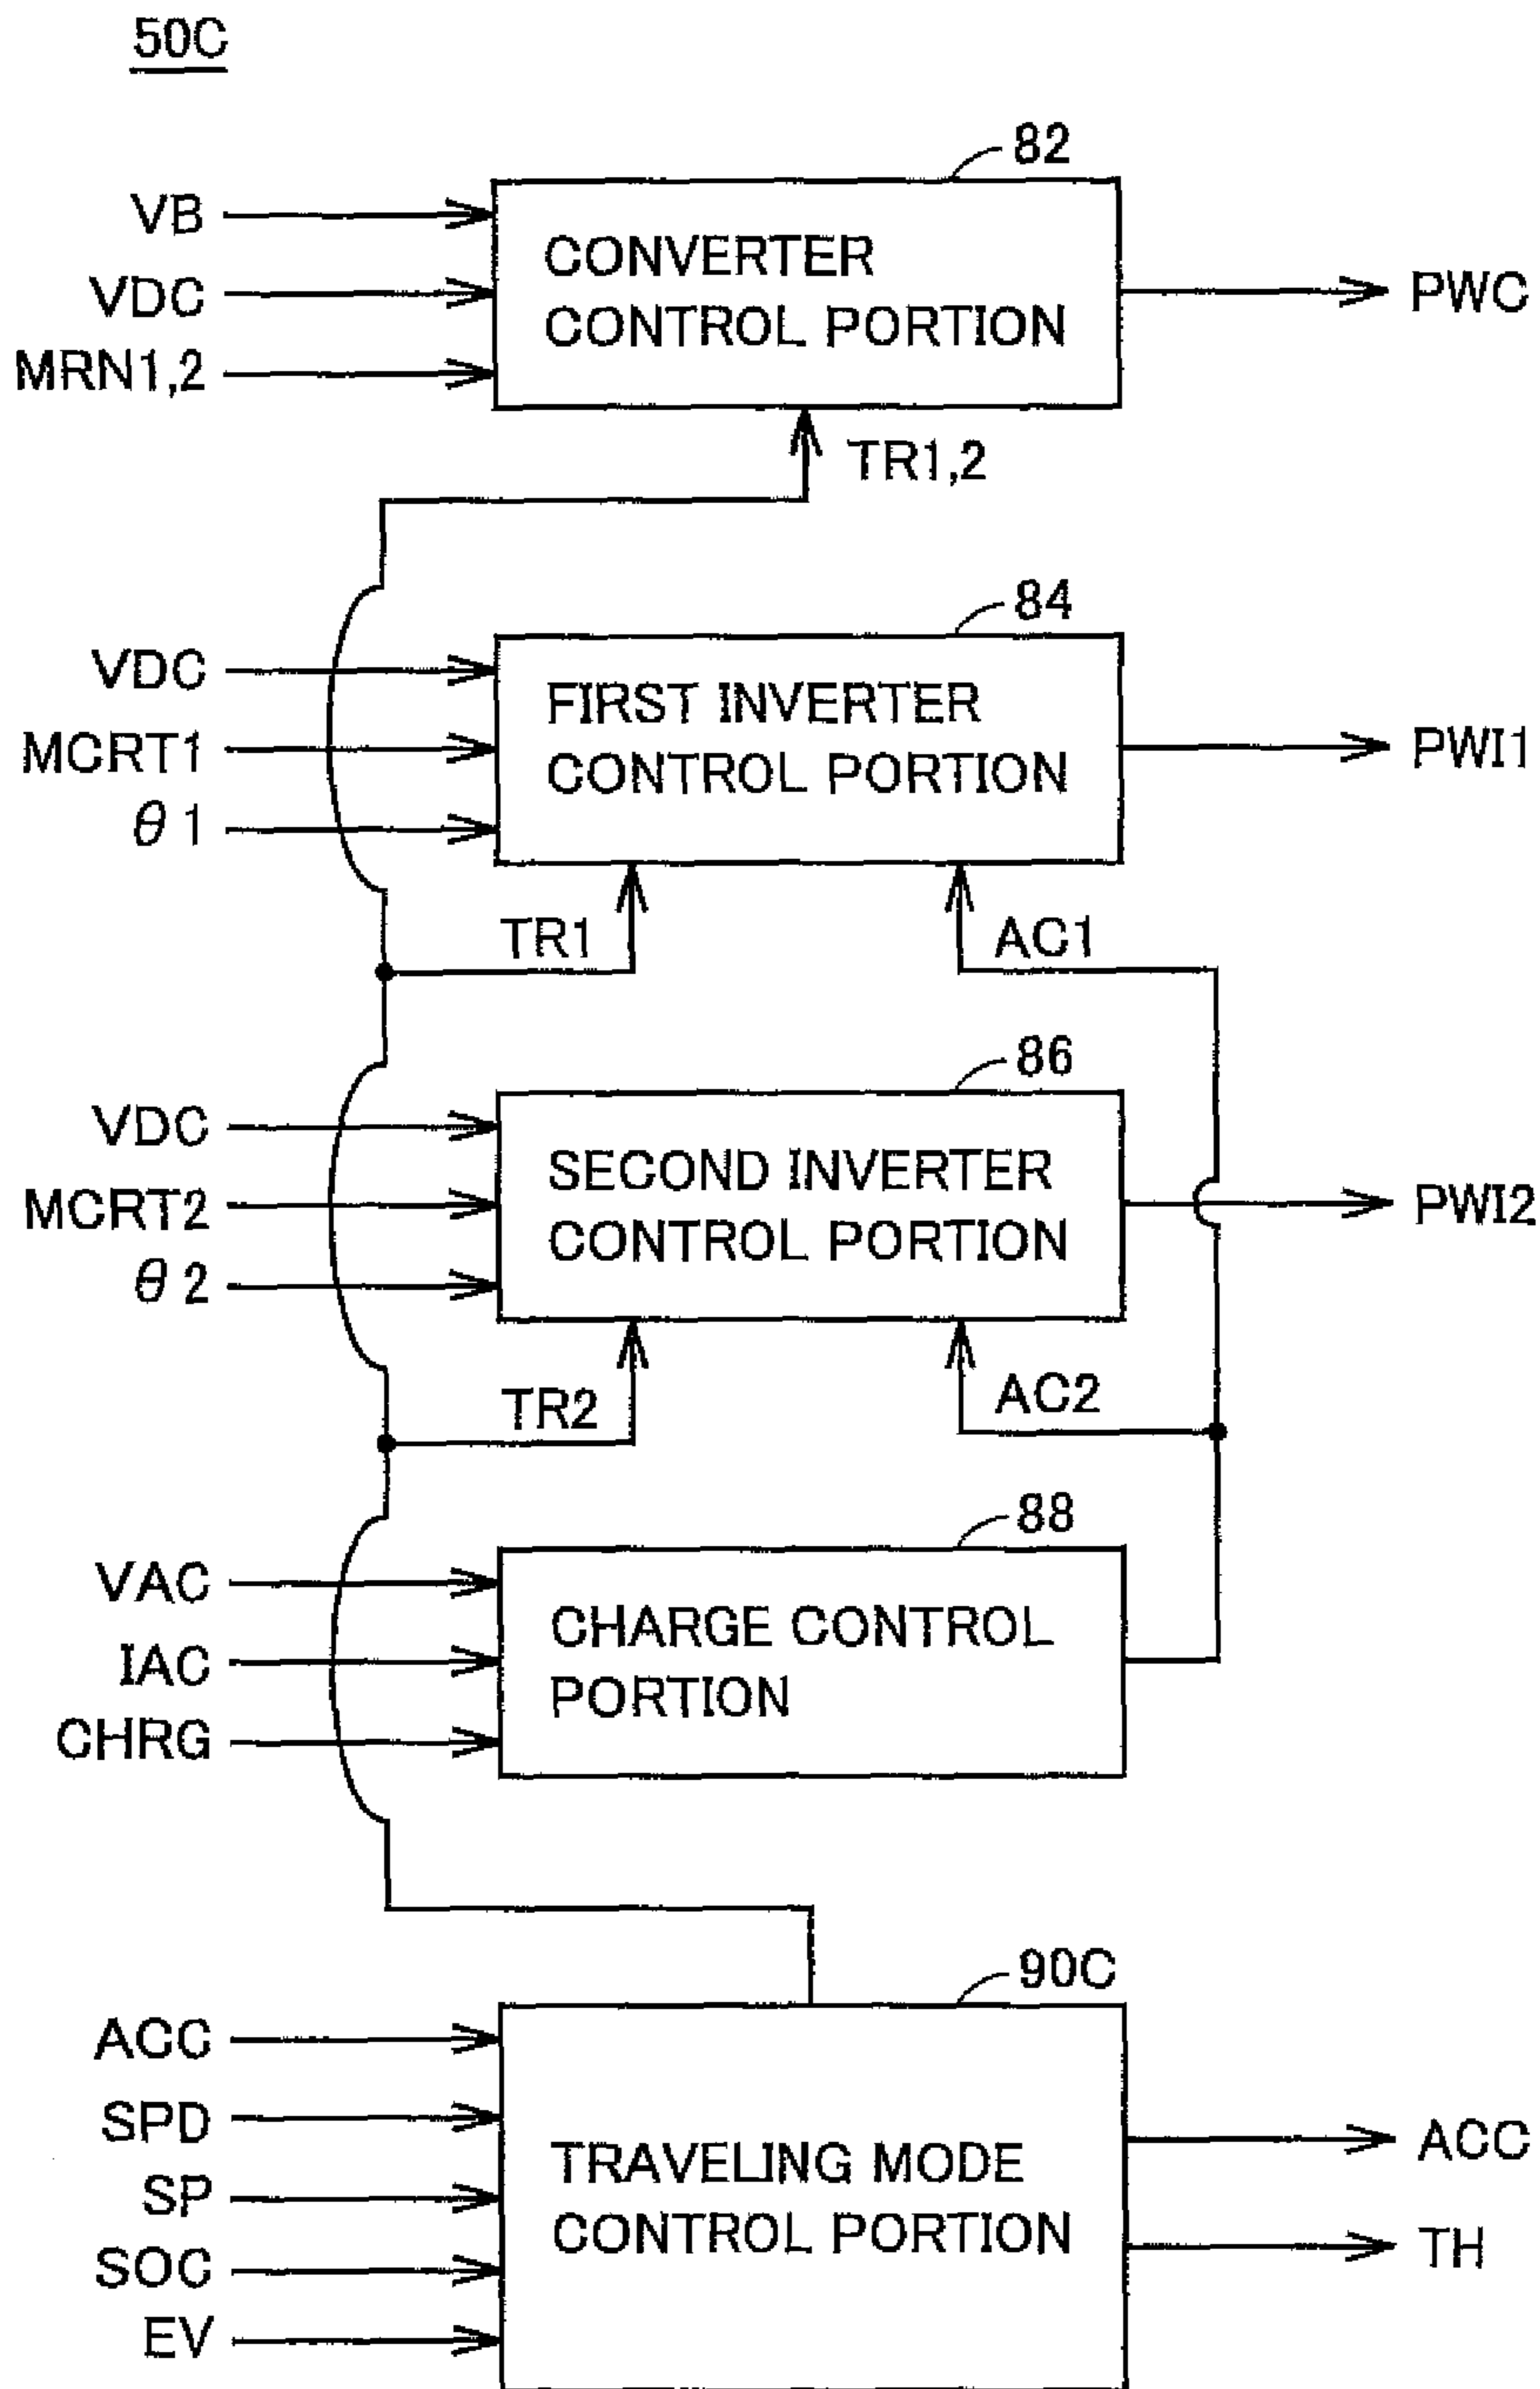 50C
82
VB
VDC
MRN1,2
CONVERTER
CONTROL PORTION
PWC
TR1,2
84
VDC
MCRT1
θ1
FIRST INVERTER
CONTROL PORTION
PWI1
TR1
AC1
86
VDC
MCRT2
θ2
SECOND INVERTER
CONTROL PORTION
PWI2
TR2
AC2
88
VAC
IAC
CHRG
CHARGE CONTROL
PORTION
90C
ACC
SPD
SP
SOC
EV
TRAVELING MODE
CONTROL PORTION
ACC
TH